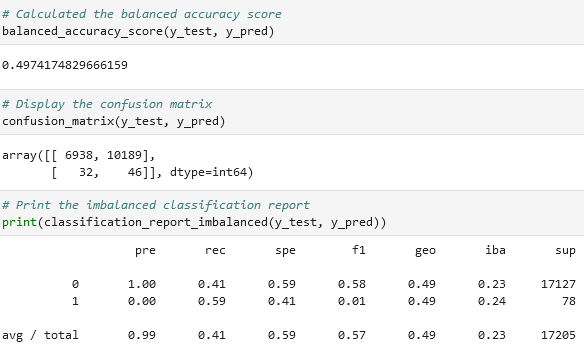 # Calculated the balanced accuracy score
balanced_accuracy_score(y_test, y_pred)
0.4974174829666159
# Display the confusion matrix
confusion_matrix(y_test, y_pred)
array([[ 6938, 10189],
       [   32,    46]], dtype=int64)
# Print the imbalanced classification report
print(classification_report_imbalanced(y_test, y_pred))
                   pre       rec       spe        f1       geo       iba       sup
          0       1.00      0.41      0.59      0.58      0.49      0.23     17127
          1       0.00      0.59      0.41      0.01      0.49      0.24        78
avg / total       0.99      0.41      0.59      0.57      0.49      0.23     17205